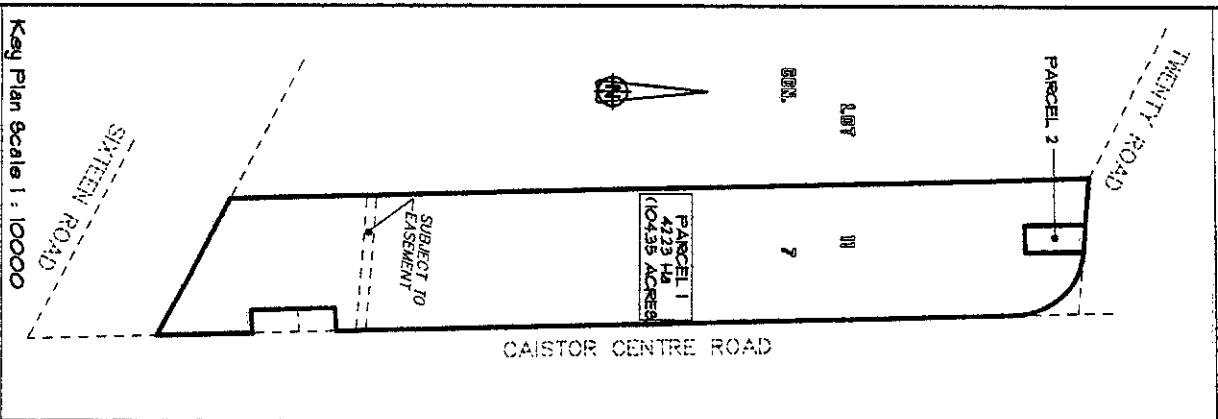 TWENTY ROAD
PARCEL 2
LOT 11
CON. 7
N
PARCEL 1
42.23 Ha
(104.35 ACRES)
SUBJECT TO
EASEMENT
CAISTOR CENTRE ROAD
SIXTEEN ROAD
Key Plan Scale 1 : 10000